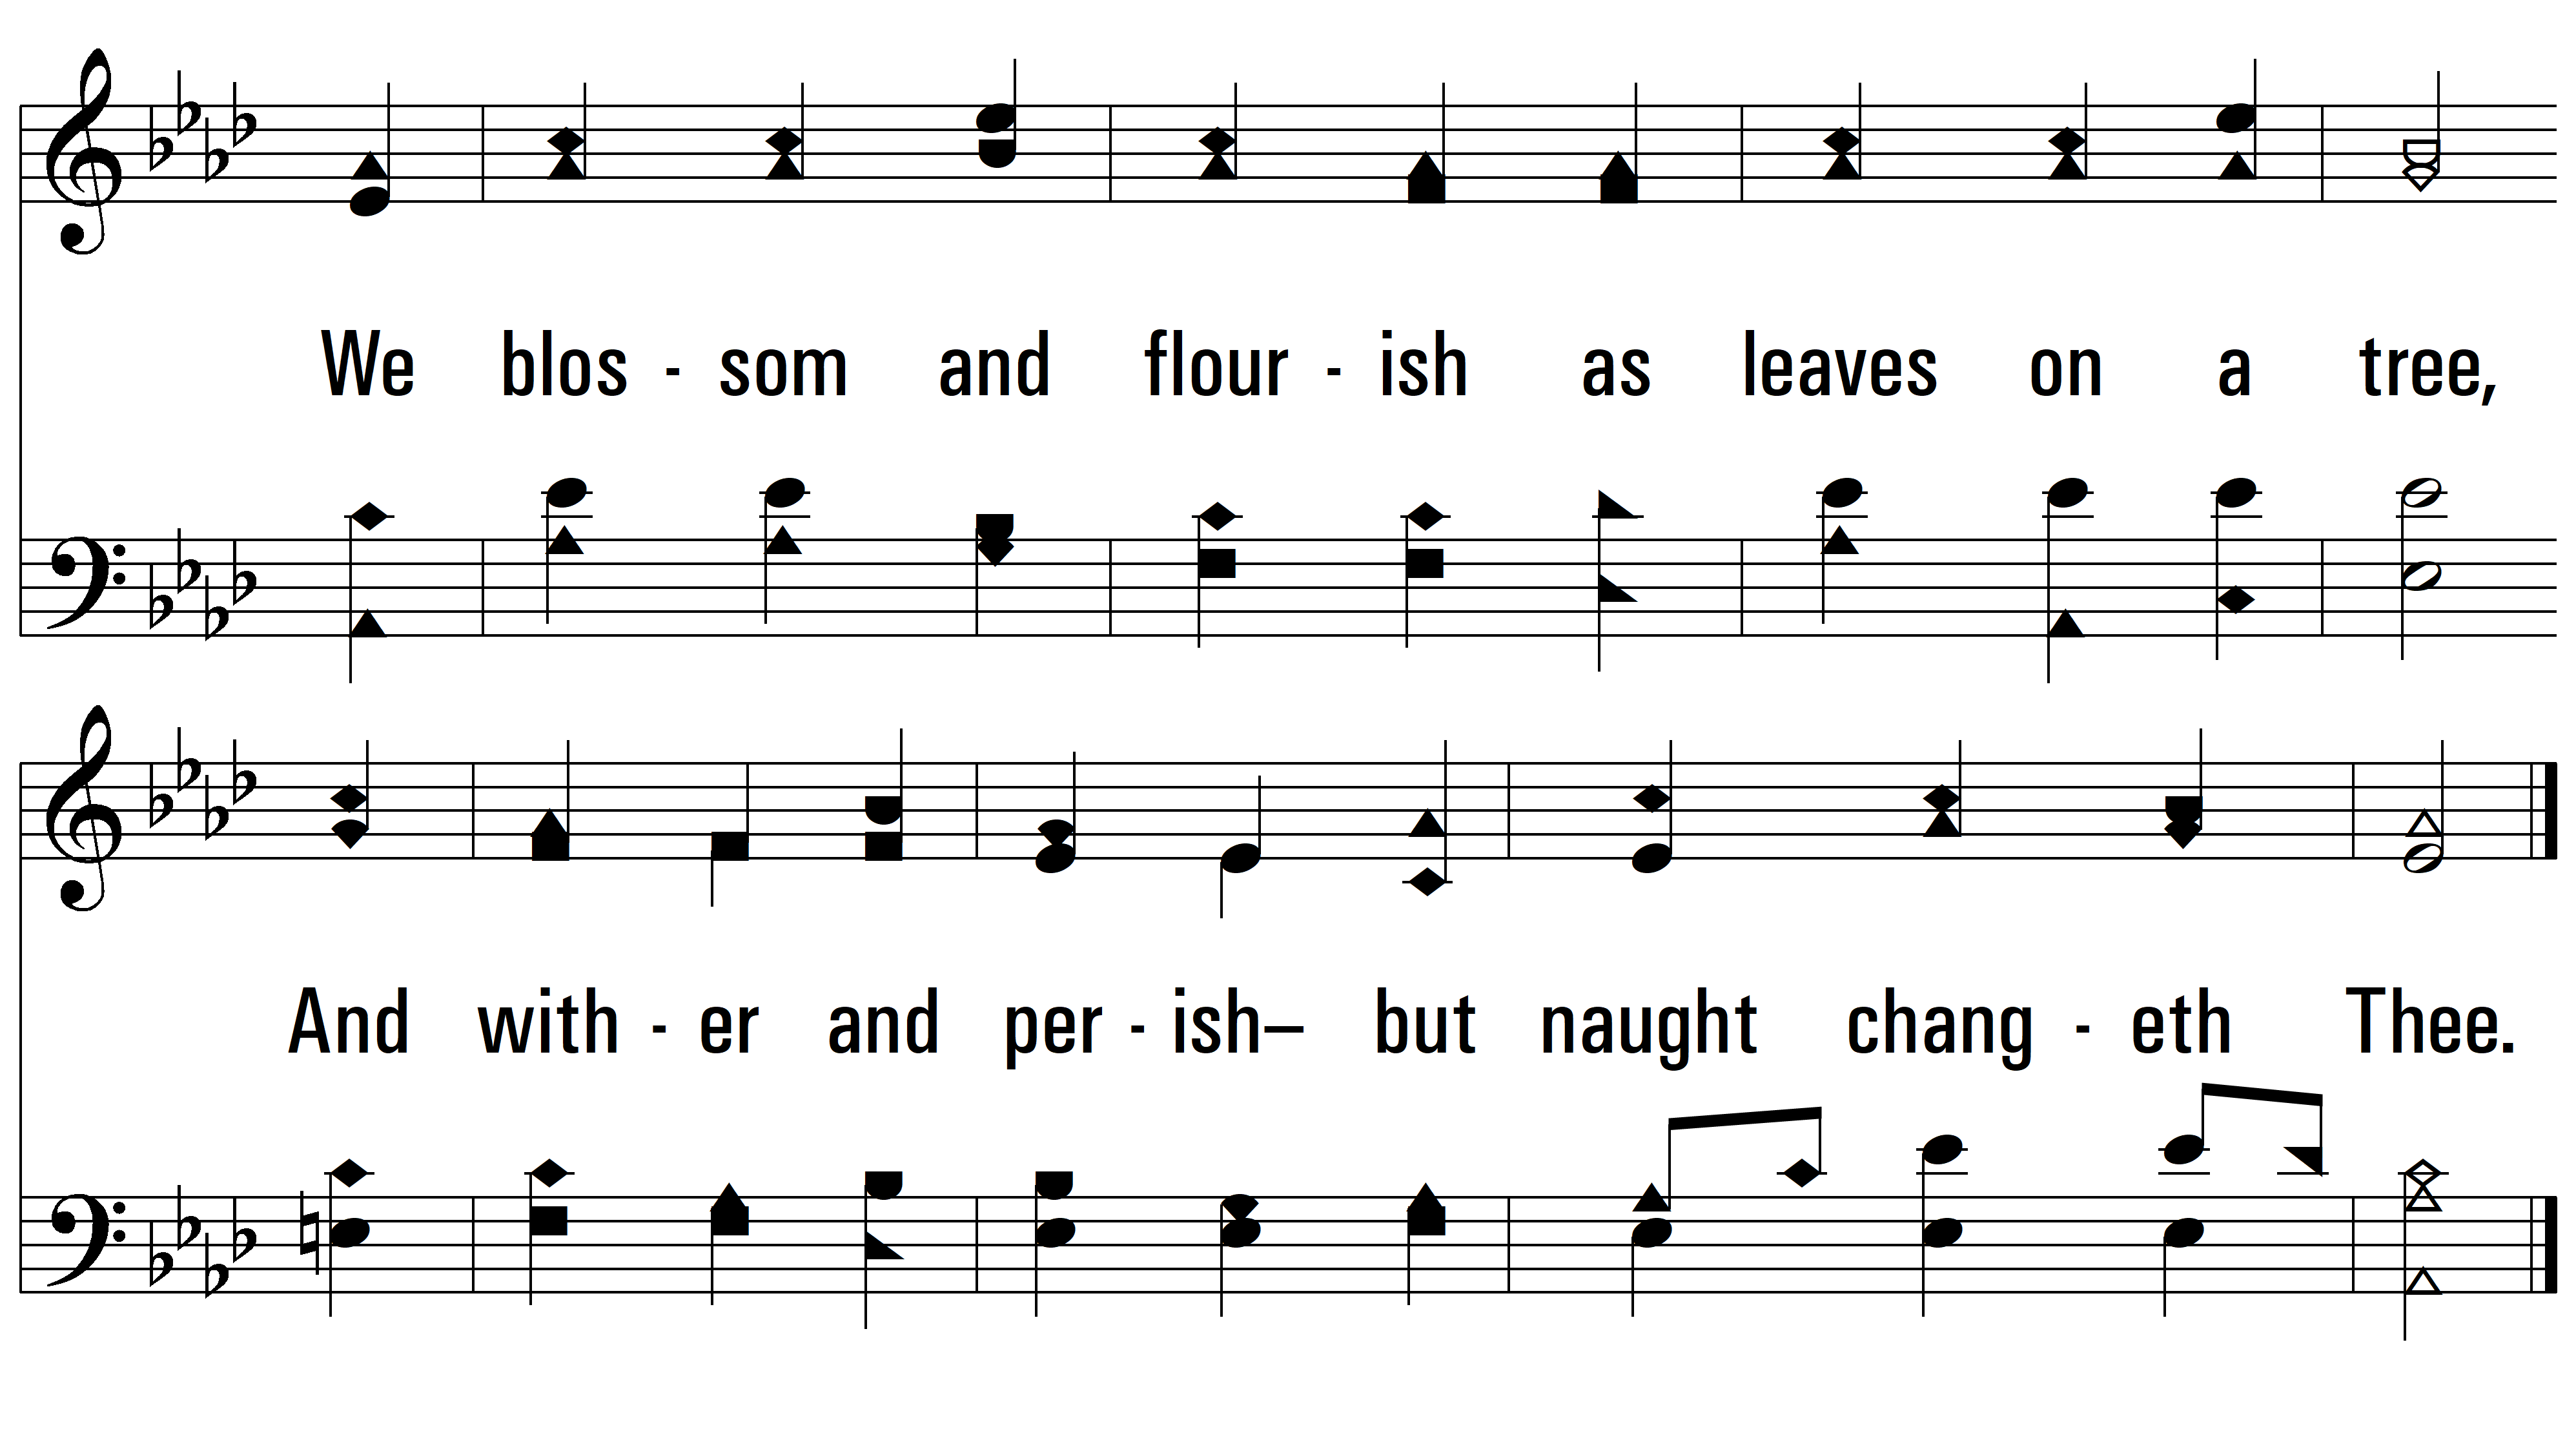 We blos - som and flour - ish as leaves on a tree,
And with - er and per - ish– but naught chang - eth Thee.